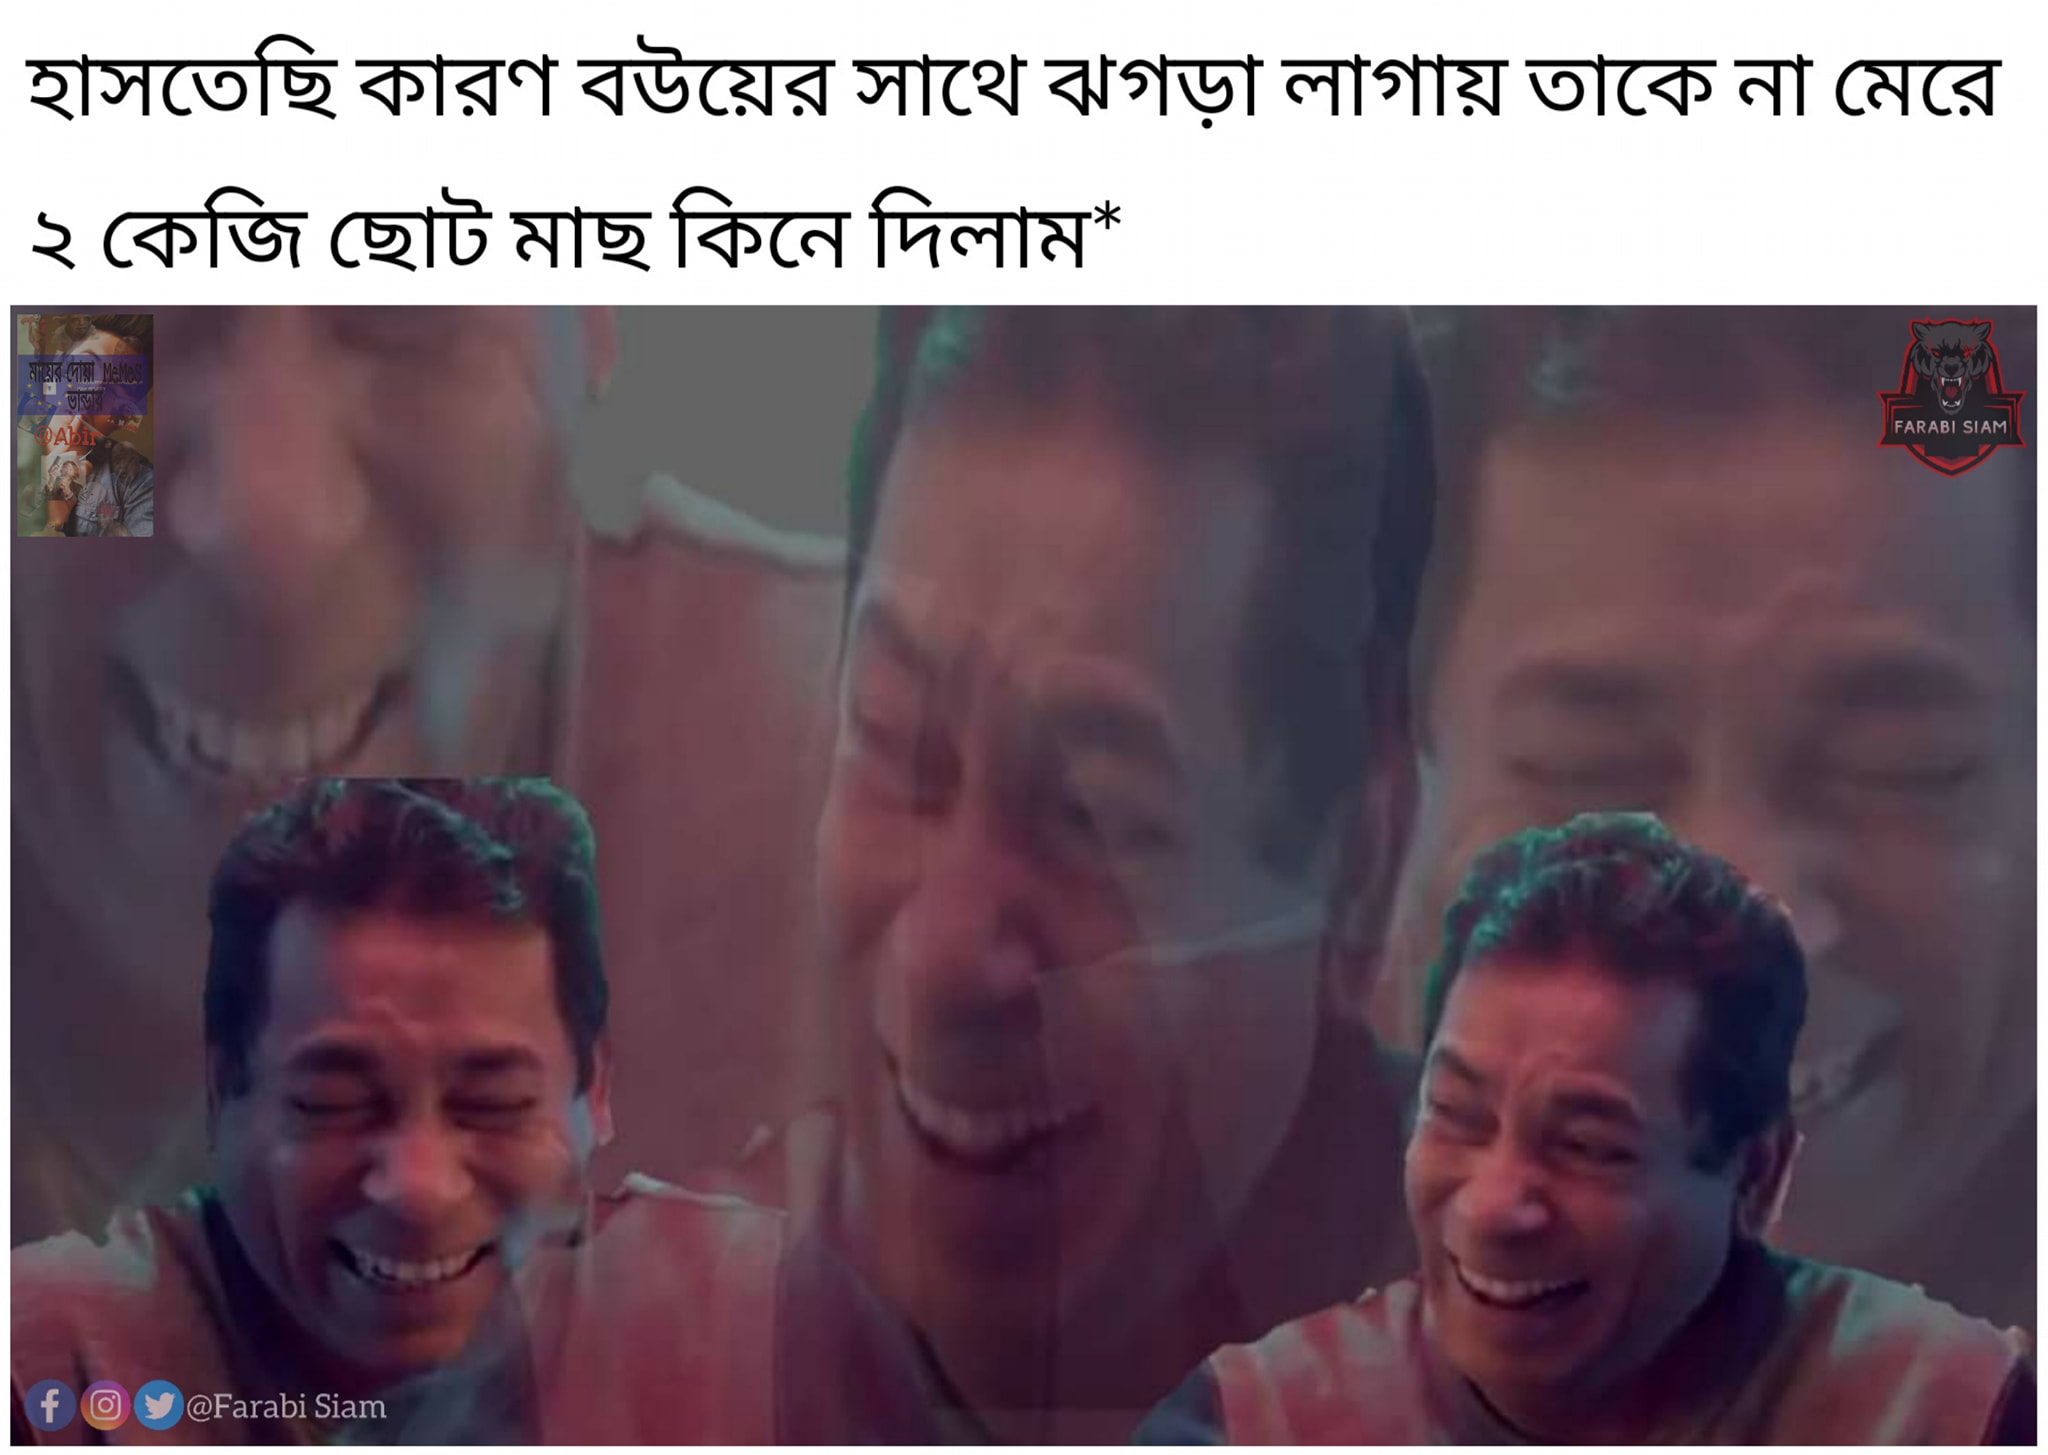 হাসতেছি কারণ বউয়ের সাথে ঝগড়া লাগায় তাকে না মেরে
২ কেজি ছোট মাছ কিনে দিলাম*
মায়ের দোয়া MeMeS
ভান্ডার
@Abir
FARABI SIAM
@Farabi Siam